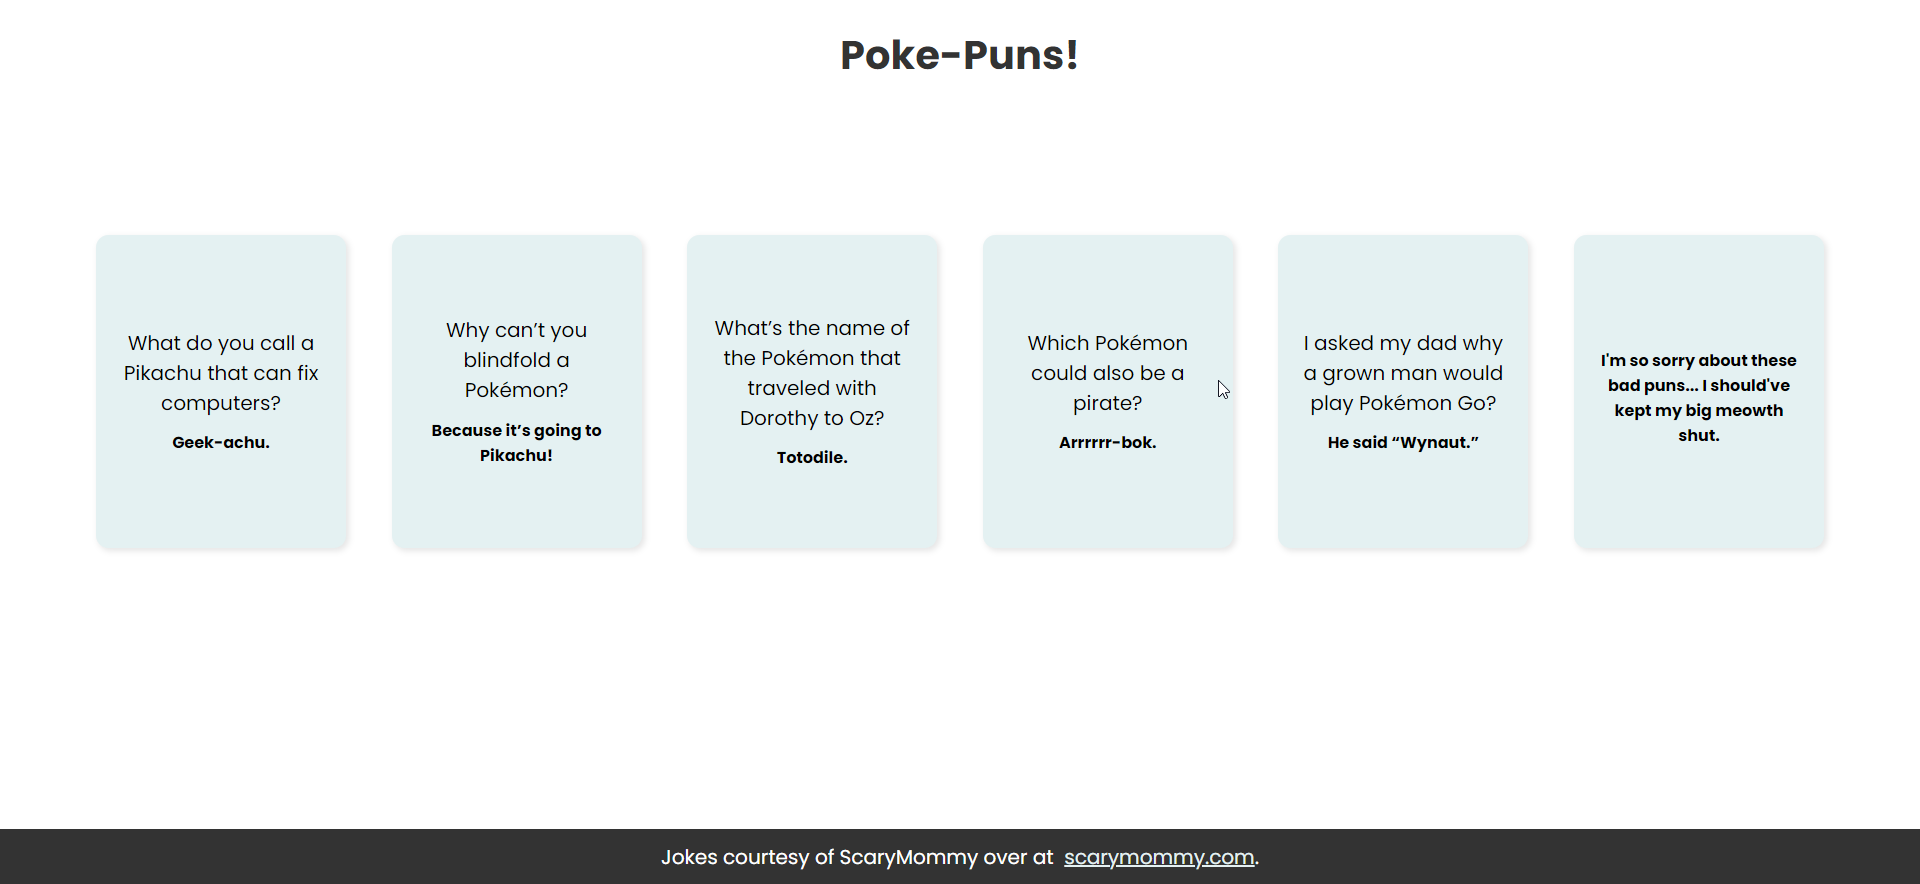 Poke-Puns!
What do you call a
Pikachu that can fix
computers?
Geek-achu.
Why can’t you
blindfold a
Pokémon?
Because it’s going to
Pikachu!
What’s the name of
the Pokémon that
traveled with
Dorothy to Oz?
Totodile.
Which Pokémon
could also be a
pirate?
Arrrrrr-bok.
I asked my dad why
a grown man would
play Pokémon Go?
He said “Wynaut.”
I'm so sorry about these
bad puns... I should've
kept my big meowth
shut.
Jokes courtesy of ScaryMommy over at scarymommy.com.